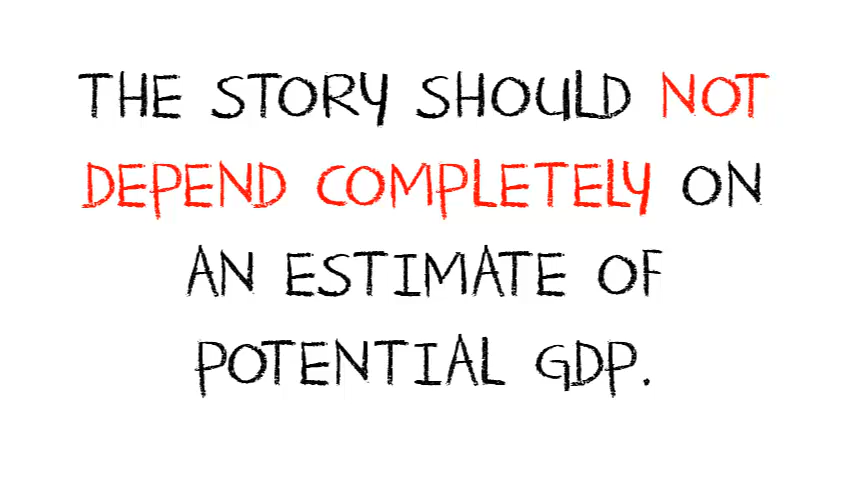 THE STORY SHOULD NOT
DEPEND COMPLETELY ON
AN ESTIMATE OF
POTENTIAL GDP.